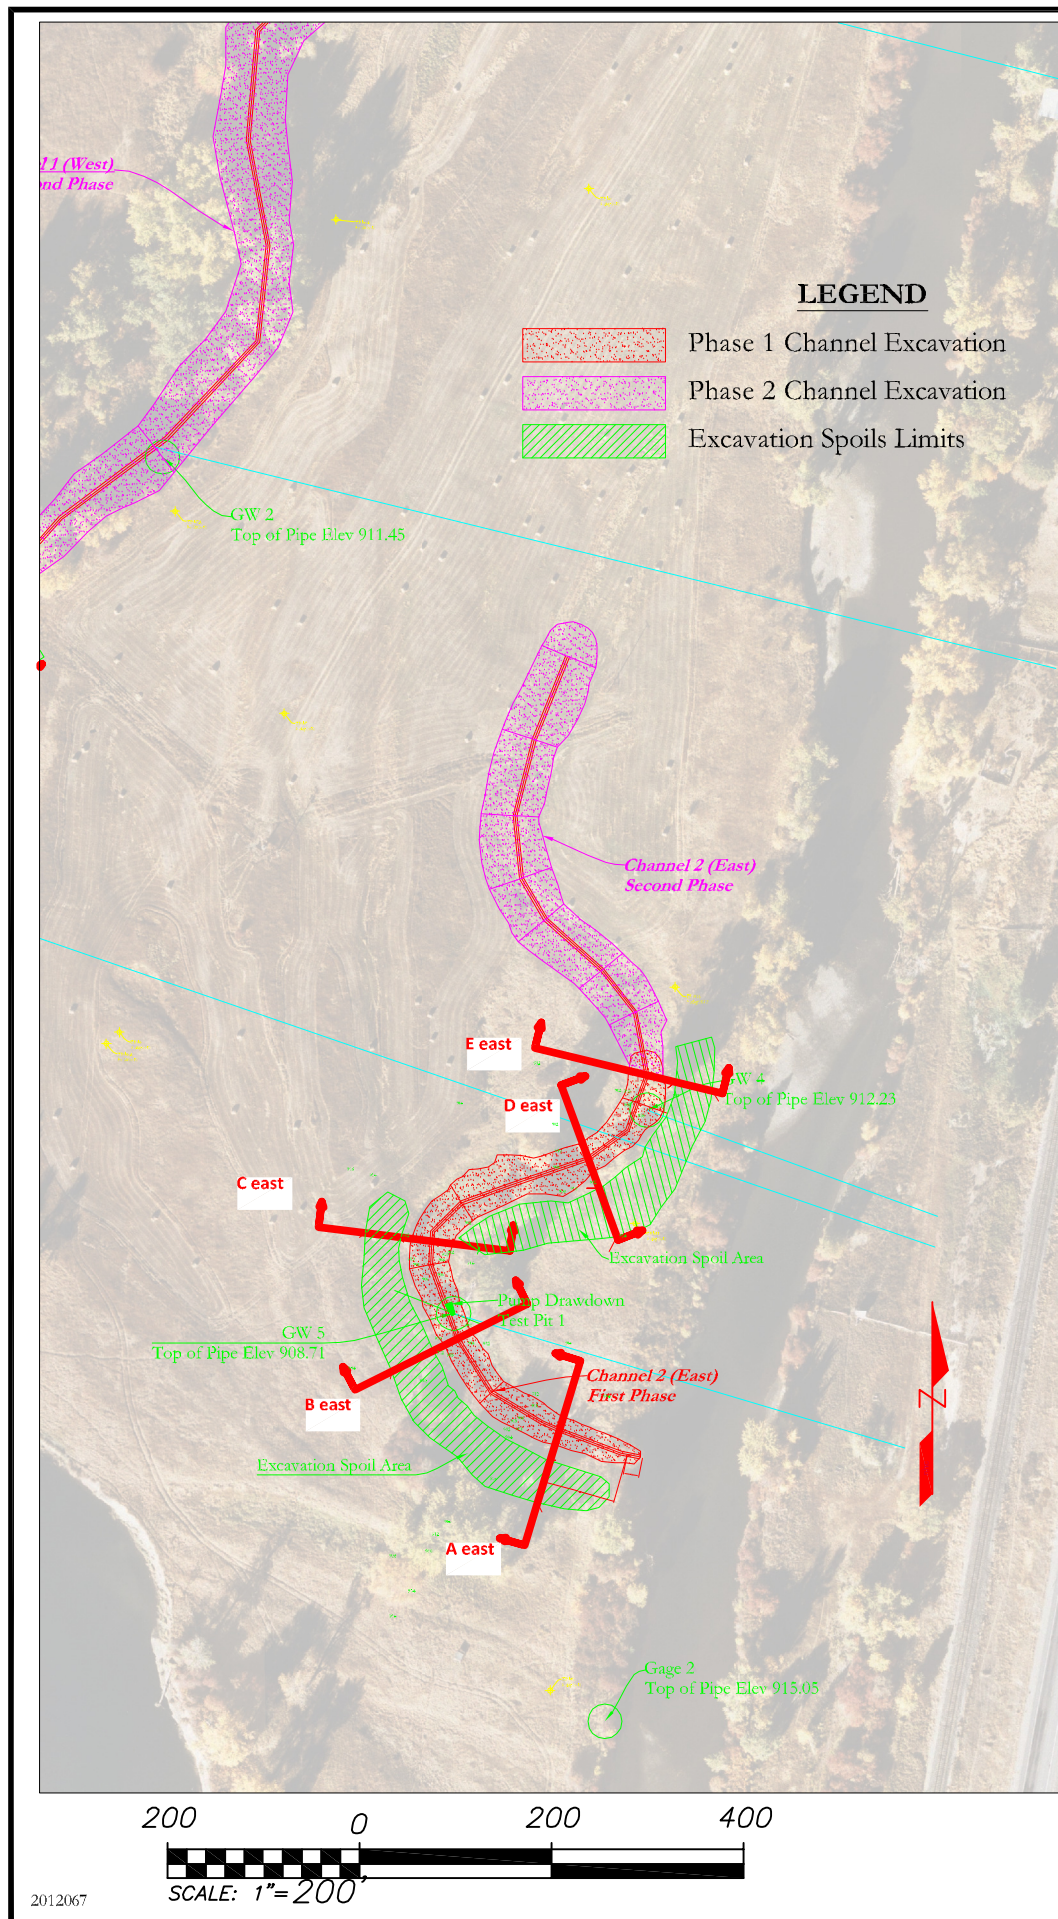 11 (West)
nd Phase
LEGEND
Phase 1 Channel Excavation
Phase 2 Channel Excavation
Excavation Spoils Limits
GW 2
Top of Pipe Elev 911.45
Channel 2 (East)
Second Phase
E east
GW 4
Top of Pipe Elev 912.23
D east
C east
Excavation Spoil Area
Pump Drawdown
Test Pit 1
GW 5
Top of Pipe Elev 908.71
Channel 2 (East)
First Phase
B east
Excavation Spoil Area
A east
Z
Gage 2
Top of Pipe Elev 915.05
200 0 200 400
SCALE: 1"=200'
2012067